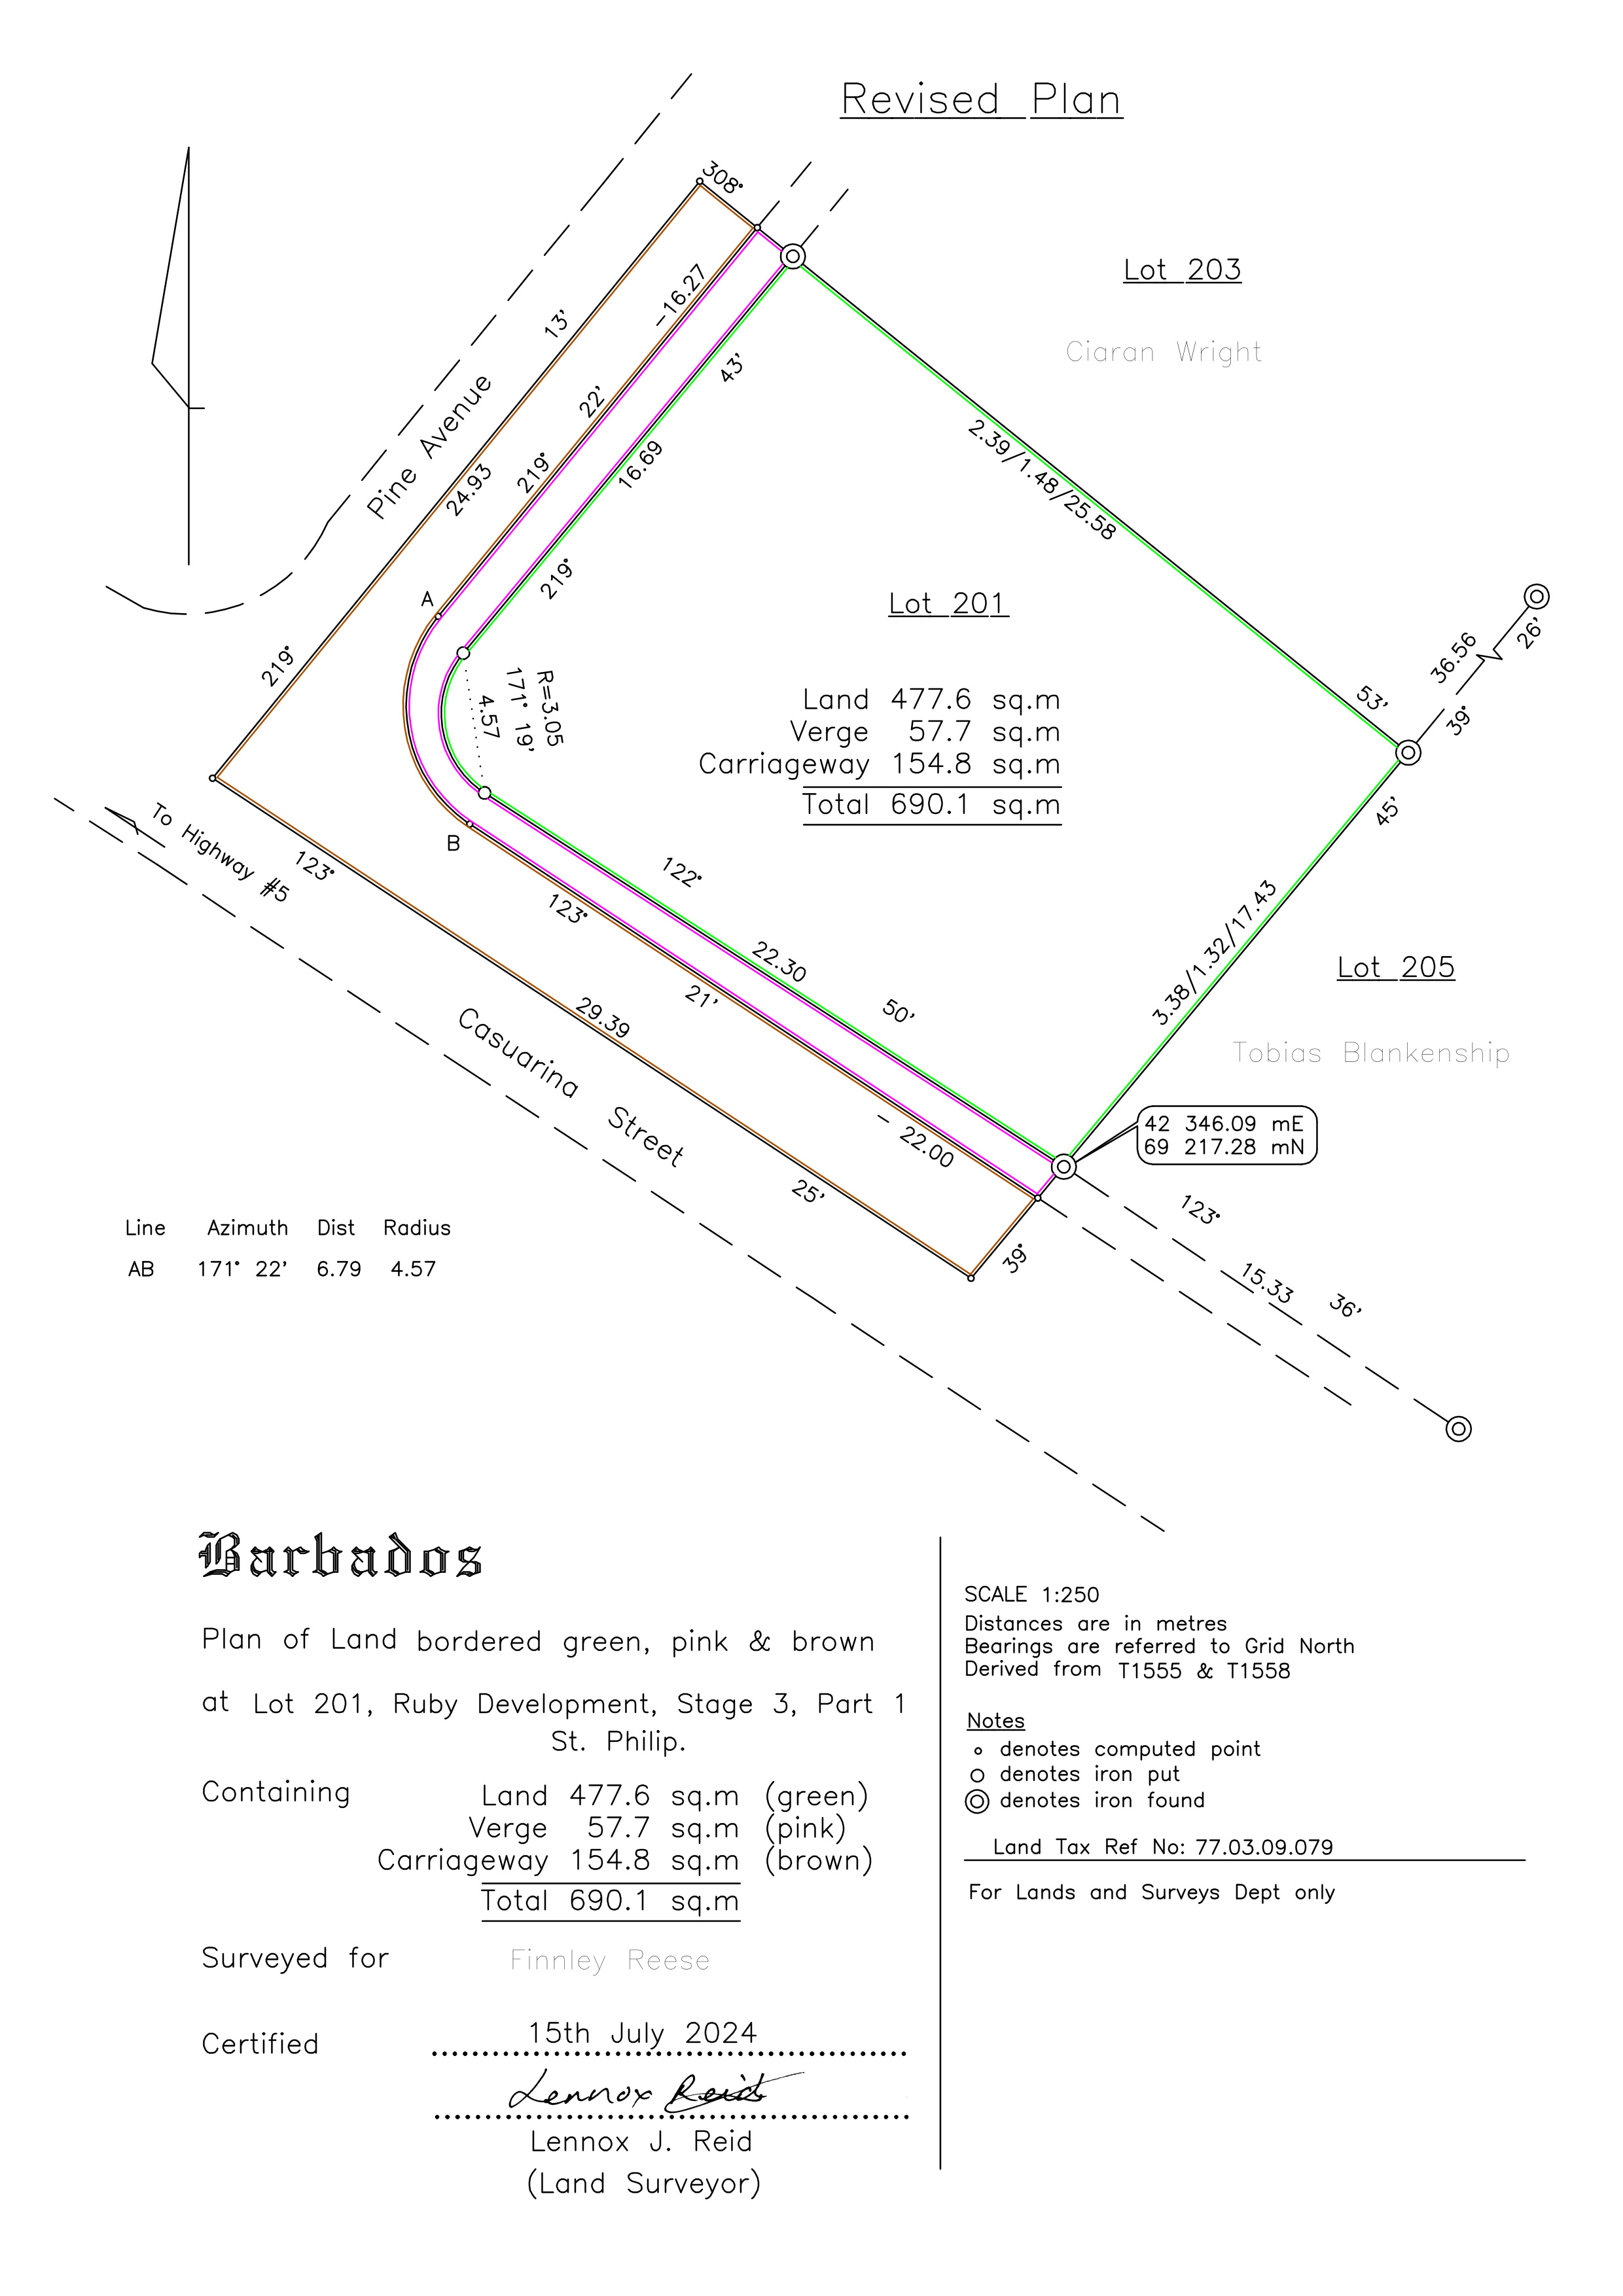 Revised Plan
308°
Lot 203
Ciaran Wright
13'
-16.27
43'
22'
Pine Avenue
24.93
219°
16.69
219°
2.39/1.48/25.58
A
Lot 201
219°
R=3.05
171° 19'
4.57
Land 477.6 sq.m
Verge 57.7 sq.m
Carriageway 154.8 sq.m
Total 690.1 sq.m
53'
36.56
26'
39°
45'
To Highway #5
123°
B
122°
123°
22.30
21'
50'
3.38/1.32/17.43
Lot 205
Tobias Blankenship
29.39
Casuarina Street
- 22.00
25'
42 346.09 mE
69 217.28 mN
39°
123°
15.33
36'
Line Azimuth Dist Radius
AB 171° 22' 6.79 4.57
Barbados
Plan of Land bordered green, pink & brown
at Lot 201, Ruby Development, Stage 3, Part 1
St. Philip.
Containing Land 477.6 sq.m (green)
Verge 57.7 sq.m (pink)
Carriageway 154.8 sq.m (brown)
Total 690.1 sq.m
Surveyed for Finnley Reese
Certified 15th July 2024
Lennox Reid
Lennox J. Reid
(Land Surveyor)
SCALE 1:250
Distances are in metres
Bearings are referred to Grid North
Derived from T1555 & T1558
Notes
denotes computed point
denotes iron put
denotes iron found
Land Tax Ref No: 77.03.09.079
For Lands and Surveys Dept only